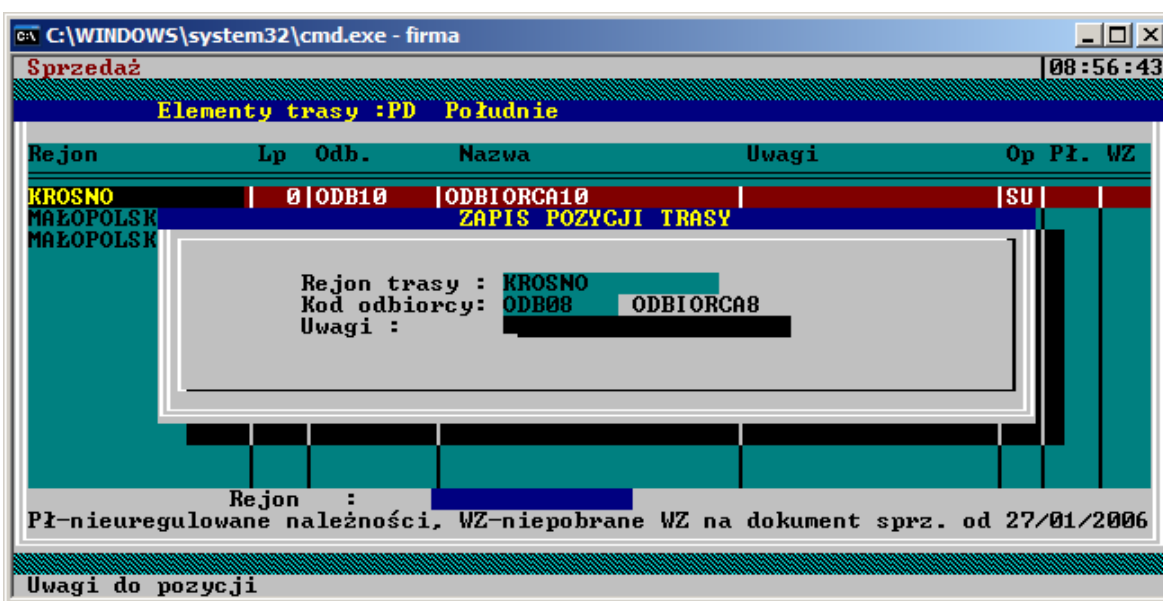 C:\WINDOWS\system32\cmd.exe - firma
Sprzedaż 08:56:43
Elementy trasy :PD Południe
Rejon Lp Odb. Nazwa Uwagi Op Pł. WZ
KROSNO 0 ODB10 ODBIORCA10 SU
MAŁOPOLSK ZAPIS POZYCJI TRASY
MAŁOPOLSK
Rejon trasy : KROSNO
Kod odbiorcy: ODB08 ODBIORCA8
Uwagi :
Rejon :
Pł-nieuregulowane należności, WZ-niepobrane WZ na dokument sprz. od 27/01/2006
Uwagi do pozycji